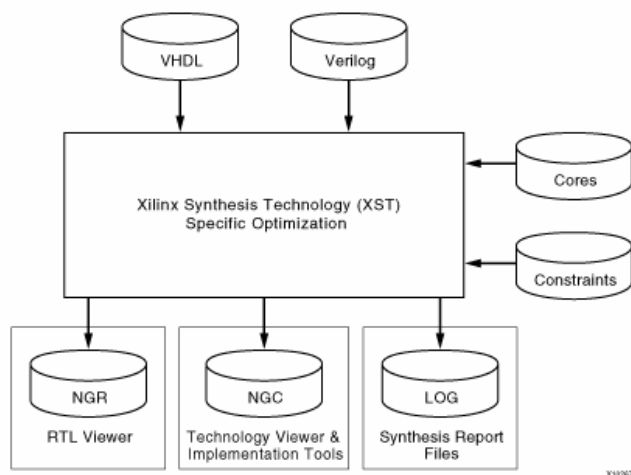 VHDL
Verilog
Xilinx Synthesis Technology (XST)
Specific Optimization
Cores
Constraints
NGR
NGC
LOG
RTL Viewer
Technology Viewer &
Implementation Tools
Synthesis Report
Files